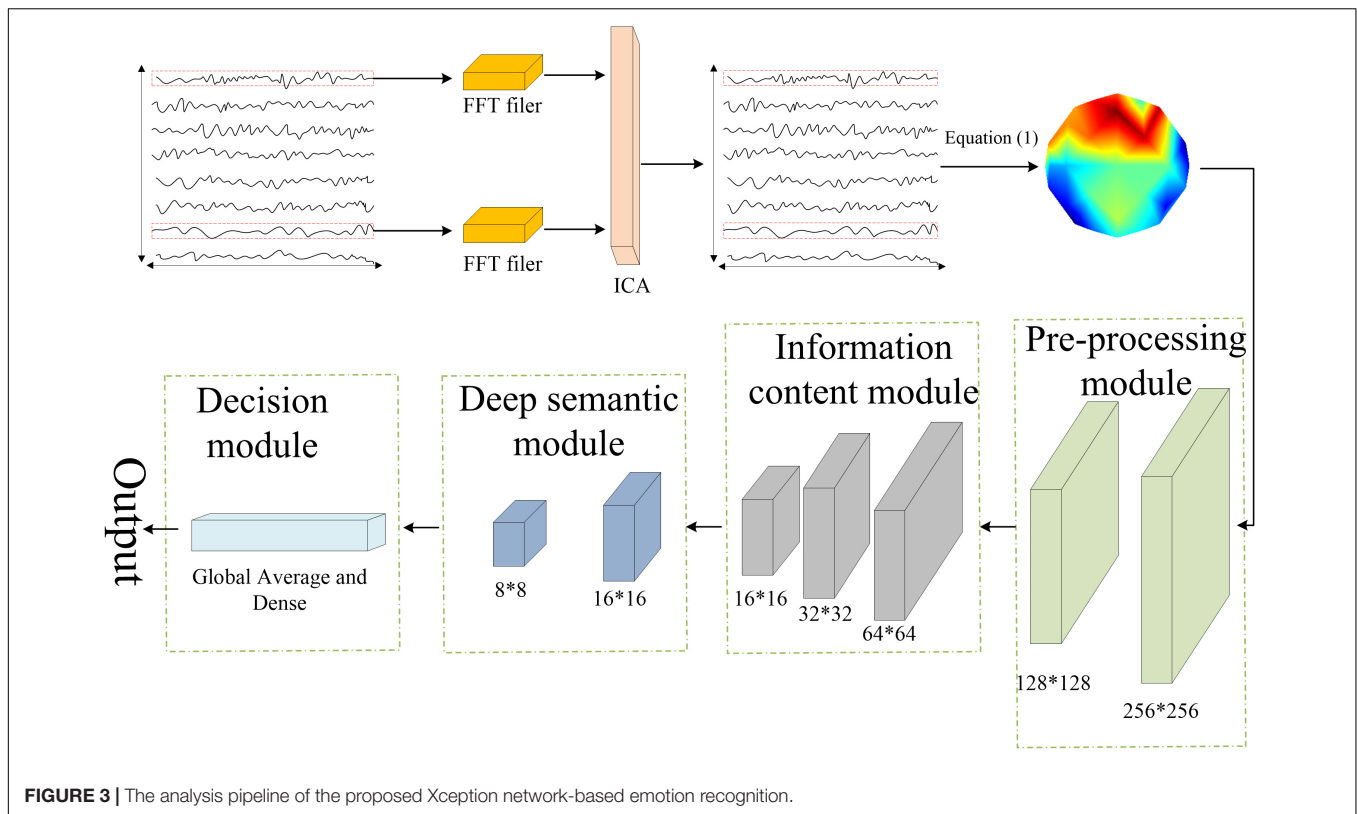 FFT filer
FFT filer
ICA
Equation (1)
Pre-processing
module
128*128
256*256
Information
content module
16*16
32*32
64*64
Deep semantic
module
8*8
16*16
Decision
module
Global Average and
Dense
Output
FIGURE 3 | The analysis pipeline of the proposed Xception network-based emotion recognition.